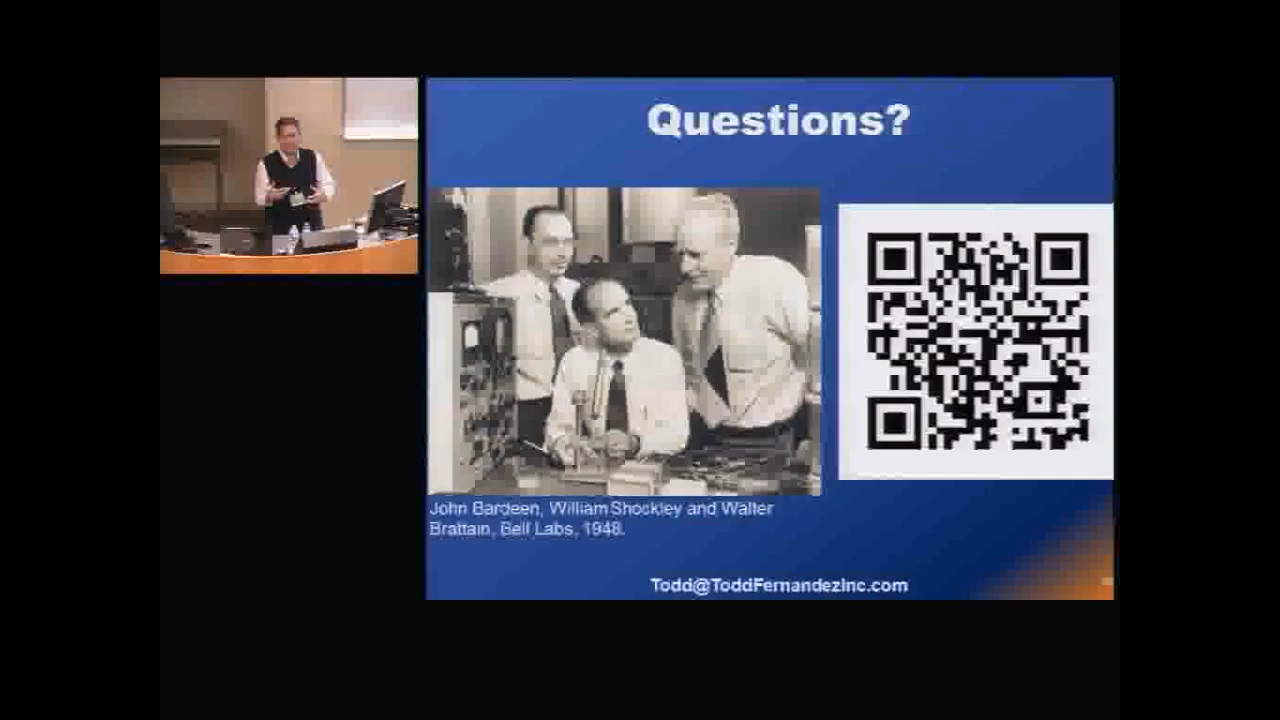 Questions?
John Bardeen, William Shockley and Walter
Brattain, Bell Labs, 1948.
Todd@ToddFernandezInc.com